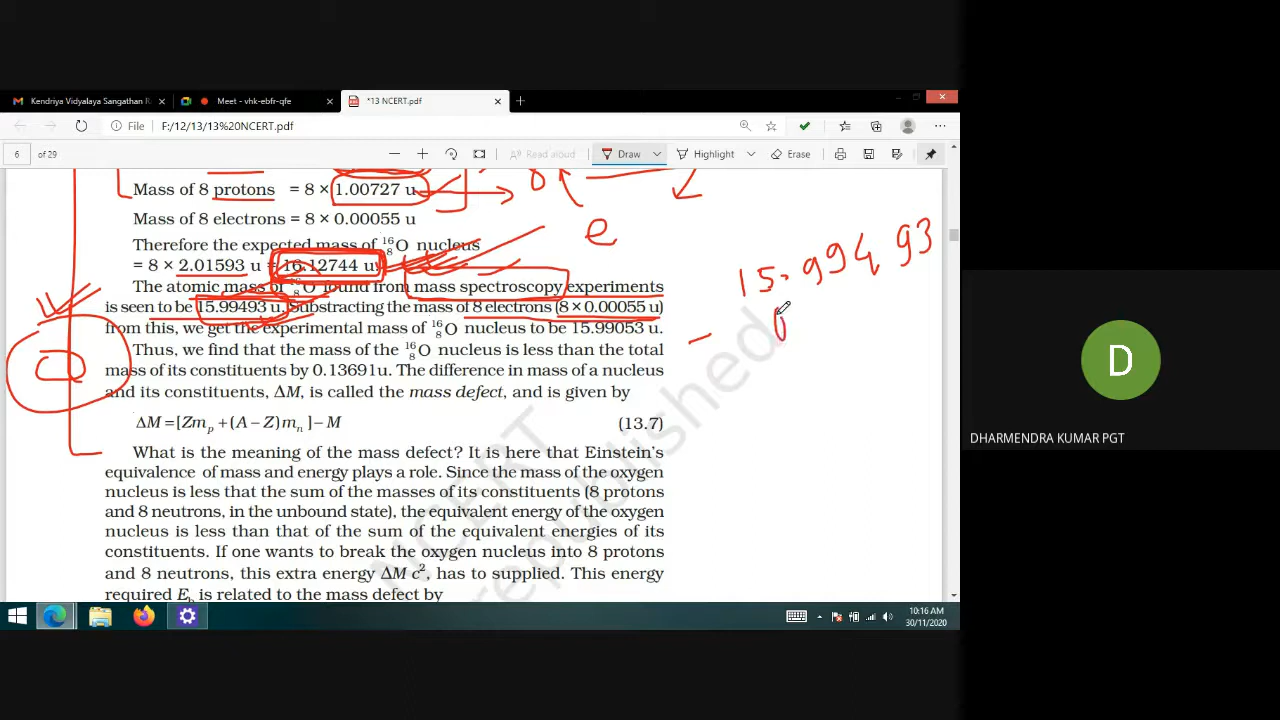 Kendriya Vidyalaya Sangathan R
Meet - vhk-ebfr-qfe
*13 NCERT.pdf
File
F:/12/13/13%20NCERT.pdf
6 of 29
Read aloud
Draw
Highlight
Erase
Mass of 8 protons = 8 × 1.00727 u
Mass of 8 electrons = 8 × 0.00055 u
e
Therefore the expected mass of ¹⁶₈O nucleus
= 8 × 2.01593 u = 16.12744 u.
The atomic mass of ¹⁶₈O found from mass spectroscopy experiments
is seen to be 15.99493 u. Substracting the mass of 8 electrons (8 × 0.00055 u)
from this, we get the experimental mass of ¹⁶₈O nucleus to be 15.99053 u.
15.99493
-
Thus, we find that the mass of the ¹⁶₈O nucleus is less than the total
mass of its constituents by 0.13691u. The difference in mass of a nucleus
and its constituents, ΔM, is called the mass defect, and is given by
ΔM = [Zmₚ + (A − Z)mₙ] − M (13.7)
What is the meaning of the mass defect? It is here that Einstein's
equivalence of mass and energy plays a role. Since the mass of the oxygen
nucleus is less that the sum of the masses of its constituents (8 protons
and 8 neutrons, in the unbound state), the equivalent energy of the oxygen
nucleus is less than that of the sum of the equivalent energies of its
constituents. If one wants to break the oxygen nucleus into 8 protons
and 8 neutrons, this extra energy ΔM c², has to supplied. This energy
required E_b is related to the mass defect by
NCERT
republished
D
DHARMENDRA KUMAR PGT
10:16 AM
30/11/2020